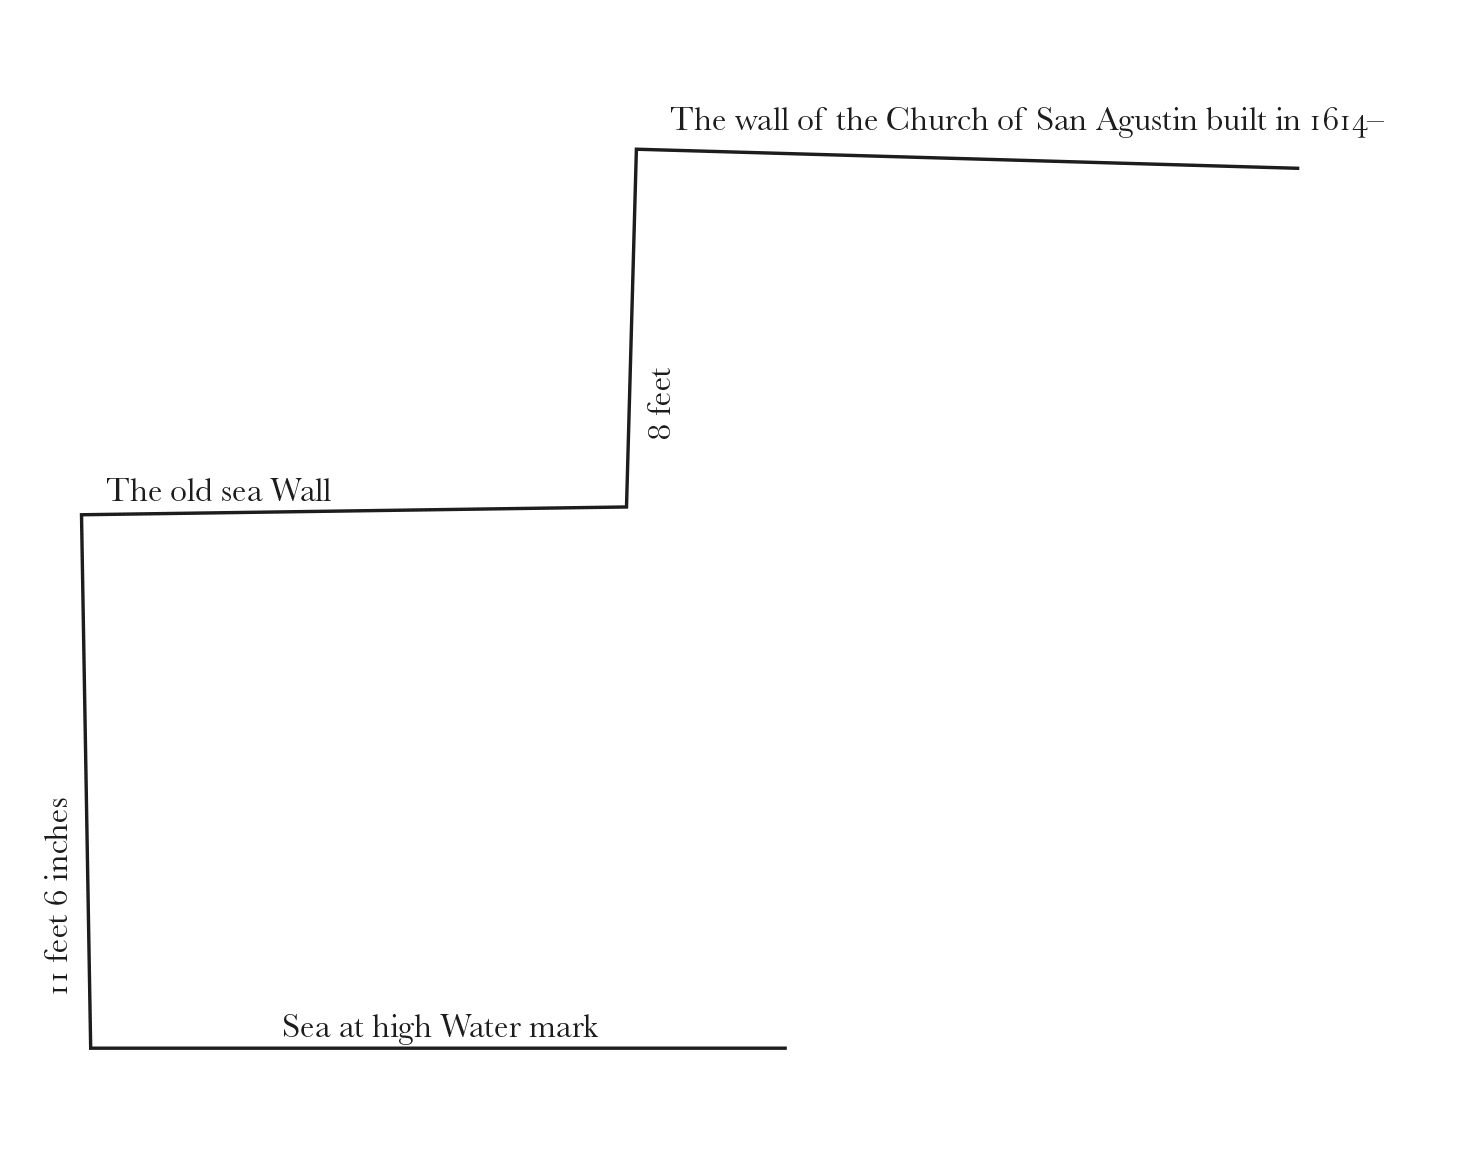 The wall of the Church of San Agustin built in 1614–
8 feet
The old sea Wall
11 feet 6 inches
Sea at high Water mark